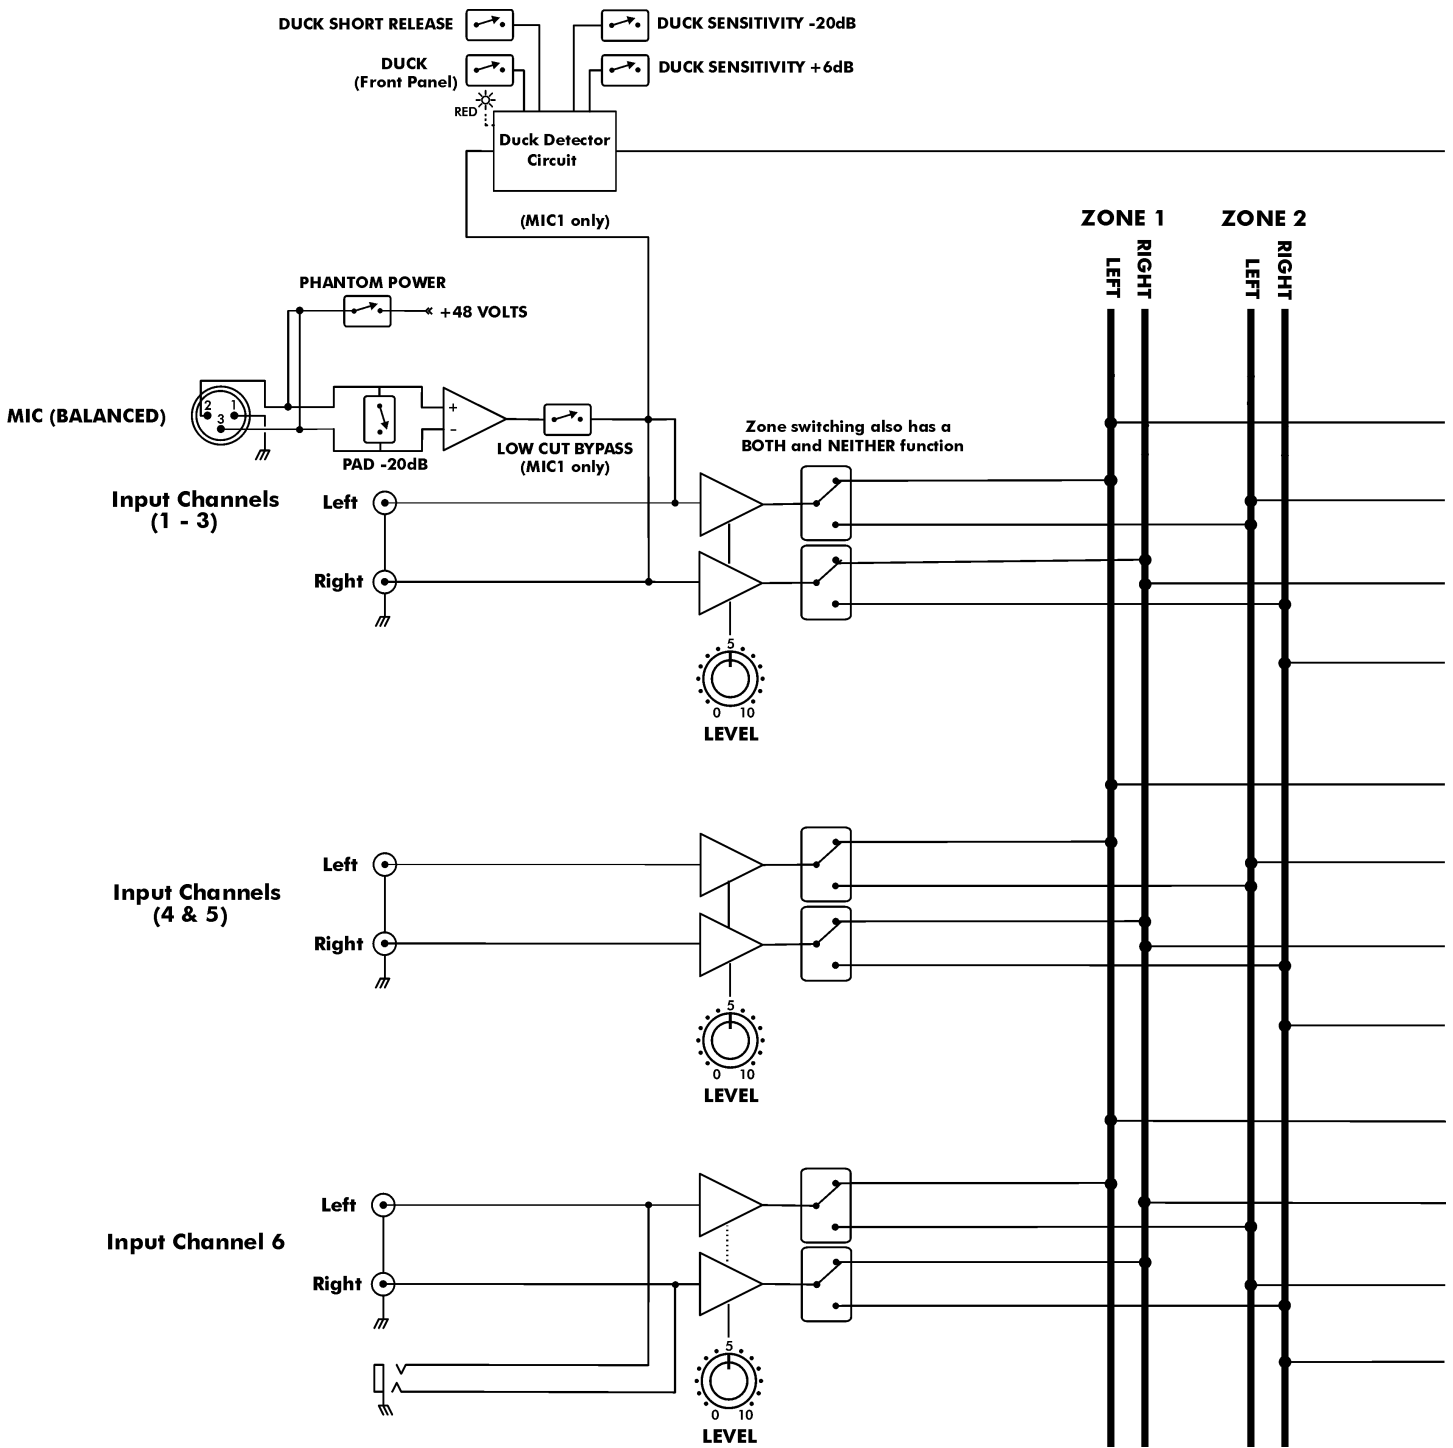 DUCK SHORT RELEASE
DUCK SENSITIVITY -20dB
DUCK
(Front Panel)
DUCK SENSITIVITY +6dB
RED
Duck Detector
Circuit
(MIC1 only)
ZONE 1
ZONE 2
LEFT
RIGHT
LEFT
RIGHT
PHANTOM POWER
+48 VOLTS
MIC (BALANCED)
2
1
3
+
-
PAD -20dB
LOW CUT BYPASS
(MIC1 only)
Zone switching also has a
BOTH and NEITHER function
Input Channels
(1 - 3)
Left
Right
5
0
10
LEVEL
Input Channels
(4 & 5)
Left
Right
5
0
10
LEVEL
Input Channel 6
Left
Right
5
0
10
LEVEL